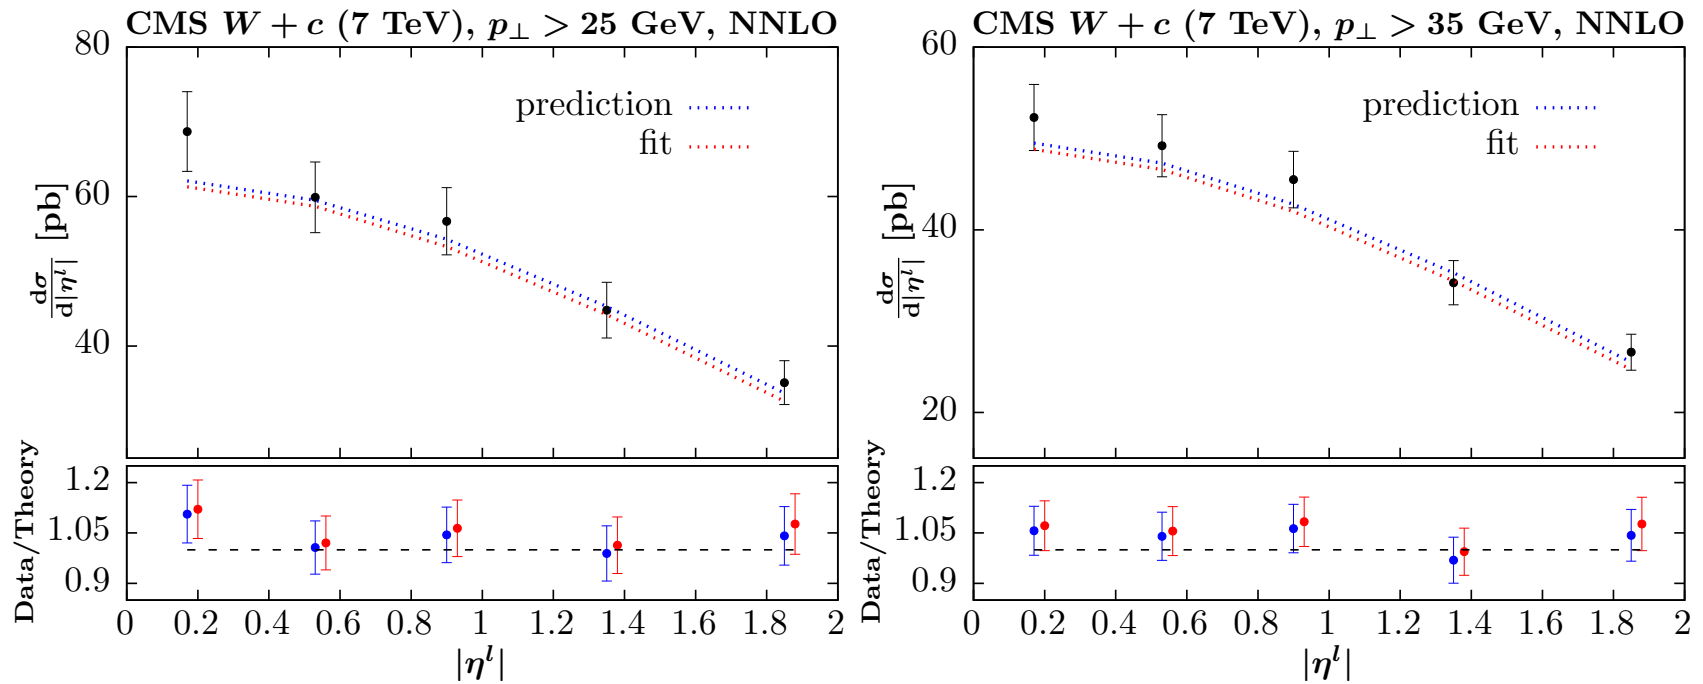 CMS W + c (7 TeV), p⊥ > 25 GeV, NNLO
80
60
40
dσ/d|η^l| [pb]
prediction
fit
1.2
1.05
0.9
Data/Theory
0 0.2 0.4 0.6 0.8 1 1.2 1.4 1.6 1.8 2
|η^l|
CMS W + c (7 TeV), p⊥ > 35 GeV, NNLO
60
40
20
dσ/d|η^l| [pb]
prediction
fit
1.2
1.05
0.9
Data/Theory
0 0.2 0.4 0.6 0.8 1 1.2 1.4 1.6 1.8 2
|η^l|